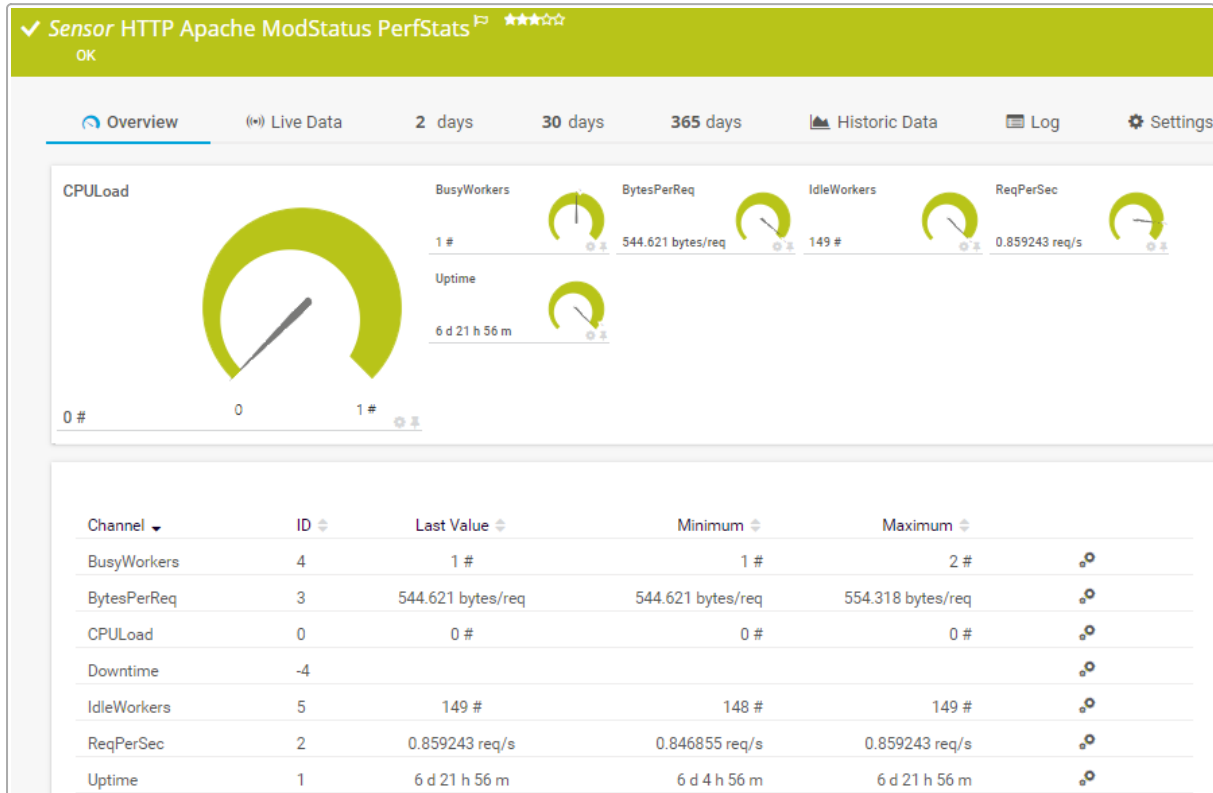 Sensor HTTP Apache ModStatus PerfStats
OK
Overview Live Data 2 days 30 days 365 days Historic Data Log Settings
CPULoad
0 #
0 1 #
BusyWorkers
1 #
BytesPerReq
544.621 bytes/req
IdleWorkers
149 #
ReqPerSec
0.859243 req/s
Uptime
6 d 21 h 56 m
Channel ID Last Value Minimum Maximum
BusyWorkers 4 1 # 1 # 2 #
BytesPerReq 3 544.621 bytes/req 544.621 bytes/req 554.318 bytes/req
CPULoad 0 0 # 0 # 0 #
Downtime -4
IdleWorkers 5 149 # 148 # 149 #
ReqPerSec 2 0.859243 req/s 0.846855 req/s 0.859243 req/s
Uptime 1 6 d 21 h 56 m 6 d 4 h 56 m 6 d 21 h 56 m